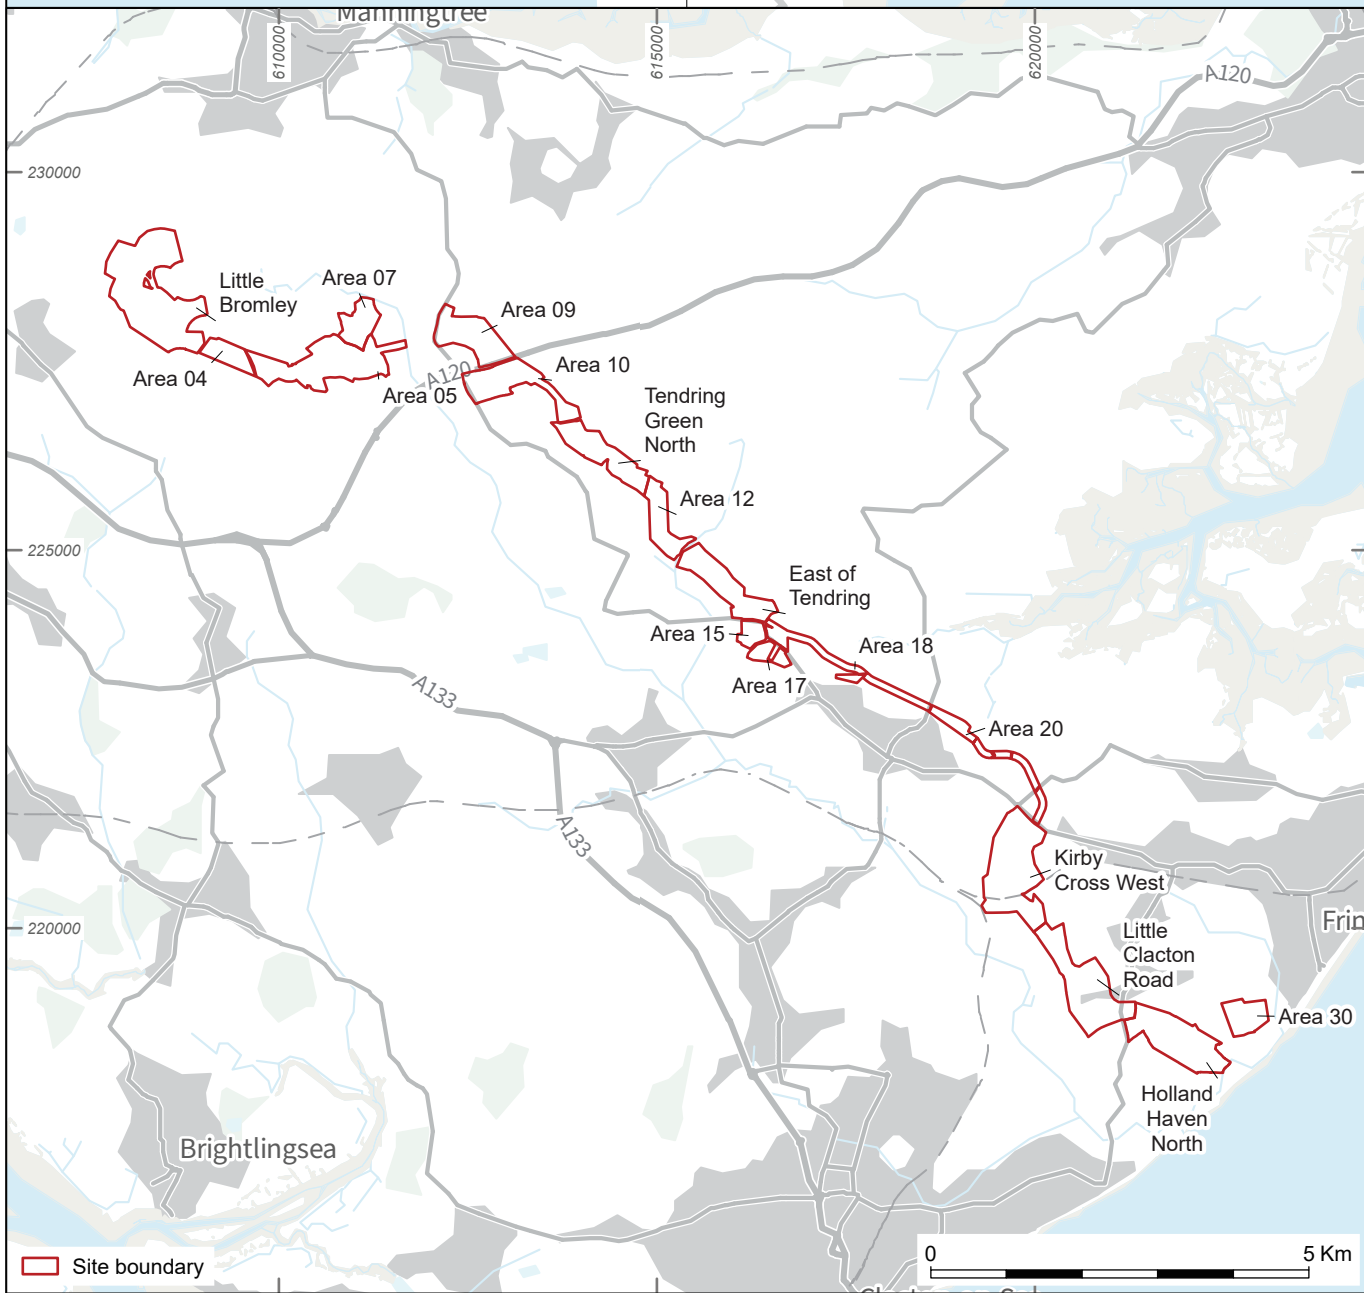 Manningtree
610000
615000
620000
A120
230000
Little
Bromley
Area 07
Area 09
Area 04
A120
Area 05
Area 10
Tendring
Green
North
Area 12
225000
East of
Tendring
Area 15
Area 18
Area 17
A133
Area 20
A133
Kirby
Cross West
220000
Little
Clacton
Road
Frin
Area 30
Holland
Haven
North
Brightlingsea
Site boundary
0
5 Km